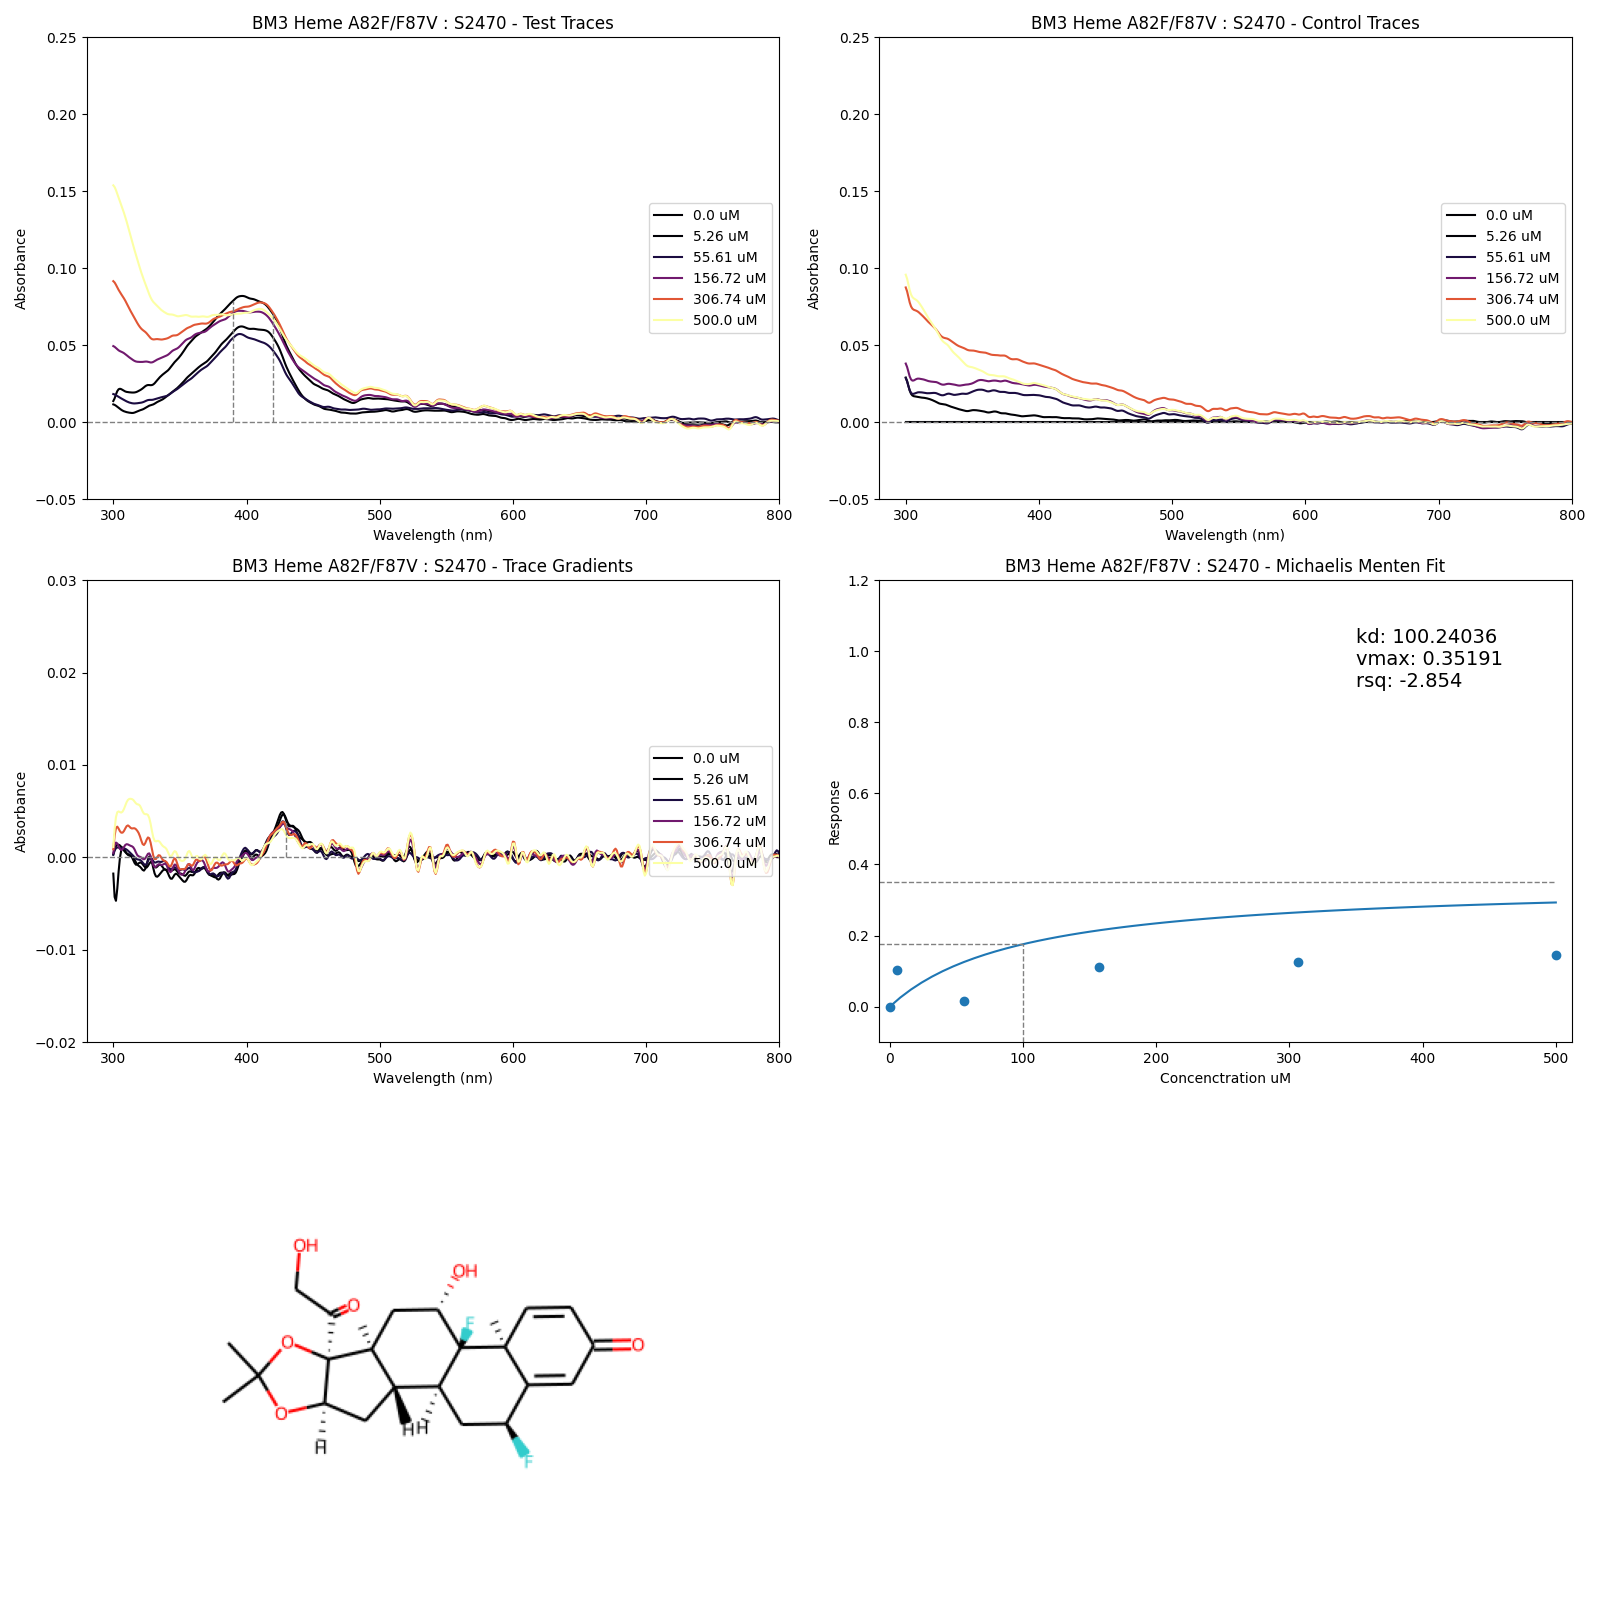 BM3 Heme A82F/F87V : S2470 - Test Traces
0.25
0.20
0.15
0.10
0.05
0.00
−0.05
Absorbance
300 400 500 600 700 800
Wavelength (nm)
0.0 uM
5.26 uM
55.61 uM
156.72 uM
306.74 uM
500.0 uM
BM3 Heme A82F/F87V : S2470 - Control Traces
0.25
0.20
0.15
0.10
0.05
0.00
−0.05
Absorbance
300 400 500 600 700 800
Wavelength (nm)
0.0 uM
5.26 uM
55.61 uM
156.72 uM
306.74 uM
500.0 uM
BM3 Heme A82F/F87V : S2470 - Trace Gradients
0.03
0.02
0.01
0.00
−0.01
−0.02
Absorbance
300 400 500 600 700 800
Wavelength (nm)
0.0 uM
5.26 uM
55.61 uM
156.72 uM
306.74 uM
500.0 uM
BM3 Heme A82F/F87V : S2470 - Michaelis Menten Fit
1.2
1.0
0.8
0.6
0.4
0.2
0.0
Response
0 100 200 300 400 500
Concenctration uM
kd: 100.24036
vmax: 0.35191
rsq: -2.854
OH
OH
O
F
O
O
O
H
H
H
F